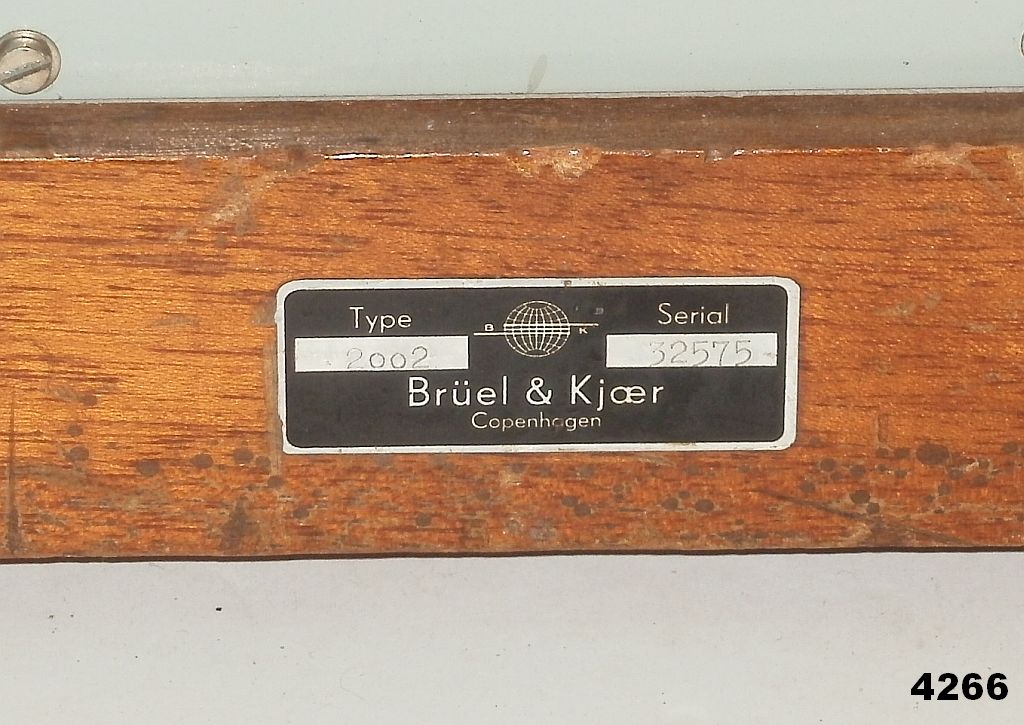 Type Serial
B K
2002 32575
Brüel & Kjær
Copenhagen
4266